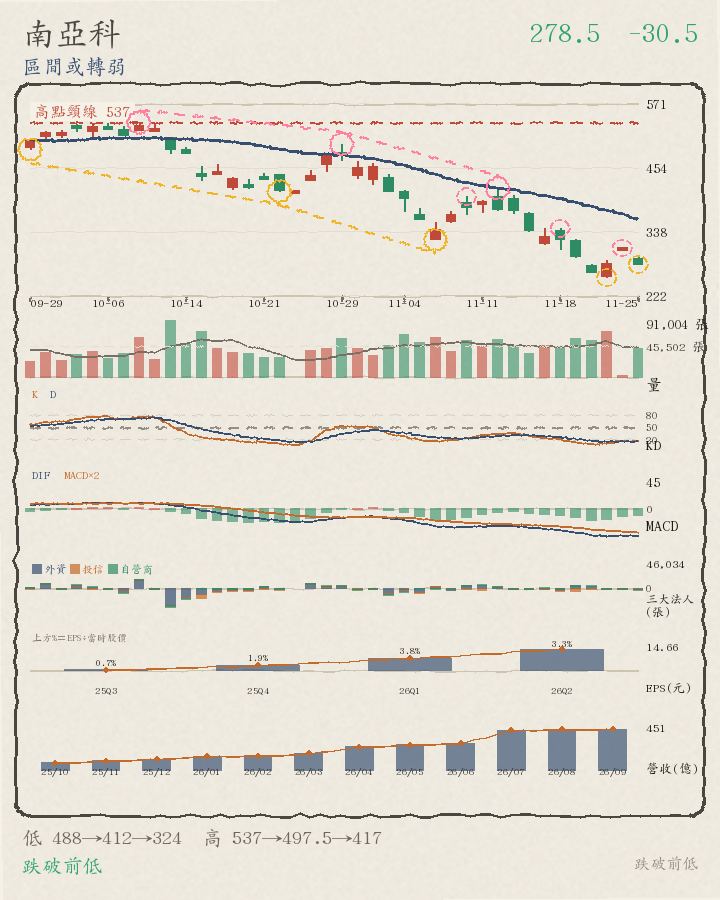 南亞科
278.5 -30.5
區間或轉弱
高點頸線 537
571
454
338
222
09-29 10-06 10-14 10-21 10-29 11-04 11-11 11-18 11-25
91,004 張
45,502 張
量
K D
80
50
20
KD
DIF MACD×2
45
0
MACD
外資 投信 自營商
46,034
0
三大法人
(張)
上方%=EPS÷當時股價
0.7% 1.9% 3.8% 3.3%
14.66
25Q3 25Q4 26Q1 26Q2
EPS(元)
451
25/10 25/11 25/12 26/01 26/02 26/03 26/04 26/05 26/06 26/07 26/08 26/09
營收(億)
低 488→412→324 高 537→497.5→417
跌破前低
跌破前低